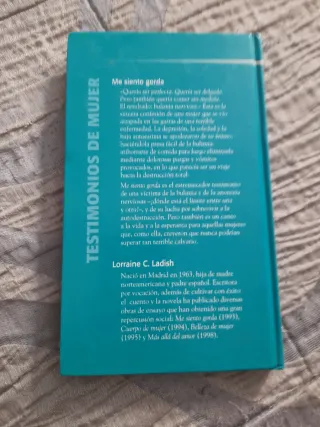 TESTIMONIOS DE MUJER
Me siento gorda
«Quería ser perfecta. Quería ser delgada.
Pero también quería comer sin medida.
El resultado: bulimia nerviosa.» Esta es la
sincera confesión de una mujer que se vio
atrapada en las garras de una terrible
enfermedad. La depresión, la soledad y la
baja autoestima se apoderaron de su ánimo
haciéndola presa fácil de la bulimia:
atiborrarse de comida para luego eliminarla
mediante dolorosas purgas y vómitos
provocados, en lo que parecía ser un viaje
hacia la destrucción total.
Me siento gorda es el estremecedor testimonio
de una víctima de la bulimia y de la anorexia
nerviosas –¿dónde está el límite entre una
y otra?–, y de su lucha por sobrevivir a la
autodestrucción. Pero también es un canto
a la vida y a la esperanza para aquellas mujeres
que, como ella, creyeron que nunca podrían
superar tan terrible calvario.
Lorraine C. Ladish
Nació en Madrid en 1963, hija de madre
norteamericana y padre español. Escritora
por vocación, además de cultivar con éxito
el cuento y la novela ha publicado diversas
obras de ensayo que han obtenido una gran
repercusión social: Me siento gorda (1993),
Cuerpo de mujer (1994), Belleza de mujer
(1995) y Más allá del amor (1998).